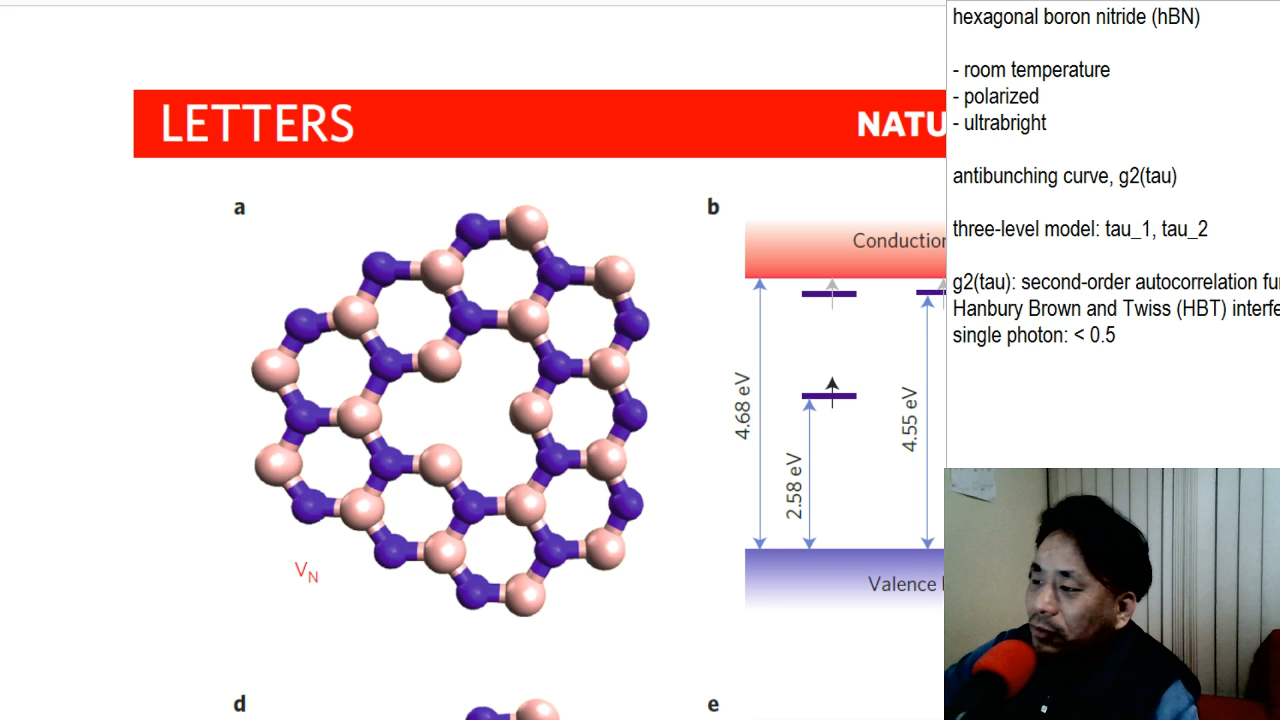 LETTERS
NATU
a
b
Conduction
4.68 eV
2.58 eV
4.55 eV
Valence
V_N
d
e
hexagonal boron nitride (hBN)
- room temperature
- polarized
- ultrabright
antibunching curve, g2(tau)
three-level model: tau_1, tau_2
g2(tau): second-order autocorrelation fu
Hanbury Brown and Twiss (HBT) interfe
single photon: < 0.5